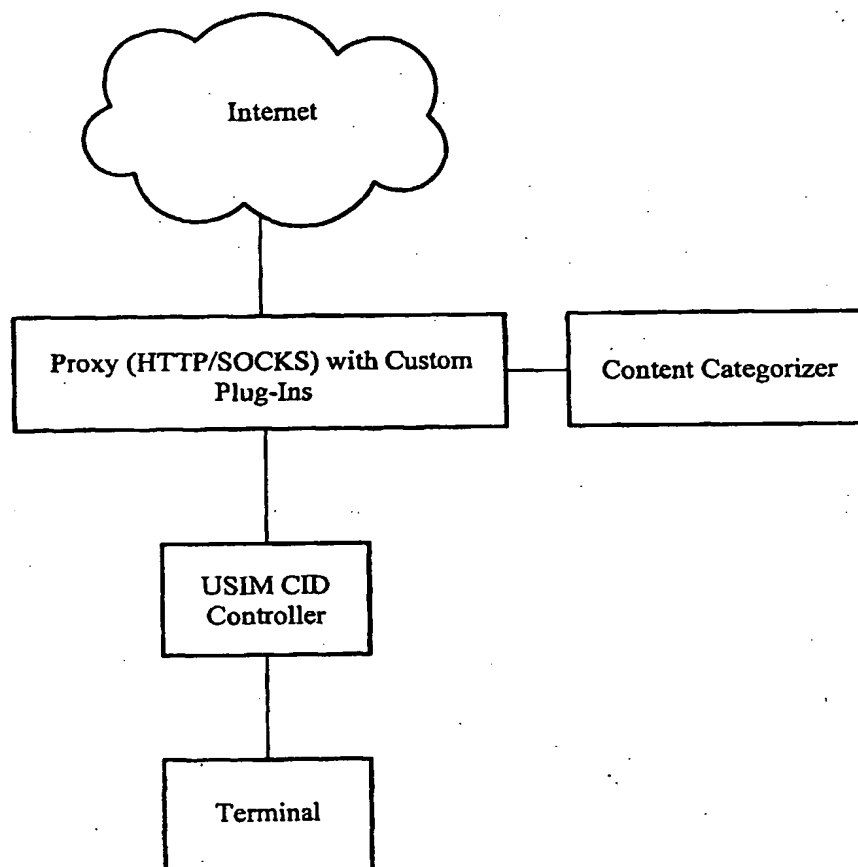 Internet
Proxy (HTTP/SOCKS) with Custom
Plug-Ins
Content Categorizer
USIM CID
Controller
Terminal